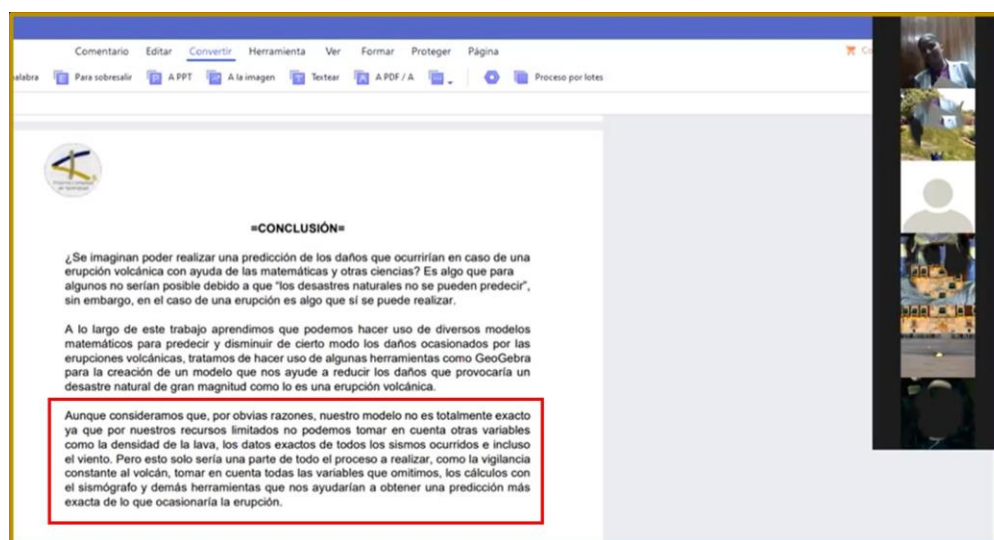 Comentario Editar Convertir Herramienta Ver Formar Proteger Página
Para sobresalir A PPT A la imagen Textear A PDF / A Proceso por lotes
=CONCLUSIÓN=
¿Se imaginan poder realizar una predicción de los daños que ocurrirían en caso de una
erupción volcánica con ayuda de las matemáticas y otras ciencias? Es algo que para
algunos no serían posible debido a que “los desastres naturales no se pueden predecir”,
sin embargo, en el caso de una erupción es algo que sí se puede realizar.
A lo largo de este trabajo aprendimos que podemos hacer uso de diversos modelos
matemáticos para predecir y disminuir de cierto modo los daños ocasionados por las
erupciones volcánicas, tratamos de hacer uso de algunas herramientas como GeoGebra
para la creación de un modelo que nos ayude a reducir los daños que provocaría un
desastre natural de gran magnitud como lo es una erupción volcánica.
Aunque consideramos que, por obvias razones, nuestro modelo no es totalmente exacto
ya que por nuestros recursos limitados no podemos tomar en cuenta otras variables
como la densidad de la lava, los datos exactos de todos los sismos ocurridos e incluso
el viento. Pero esto solo sería una parte de todo el proceso a realizar, como la vigilancia
constante al volcán, tomar en cuenta todas las variables que omitimos, los cálculos con
el sismógrafo y demás herramientas que nos ayudarían a obtener una predicción más
exacta de lo que ocasionaría la erupción.